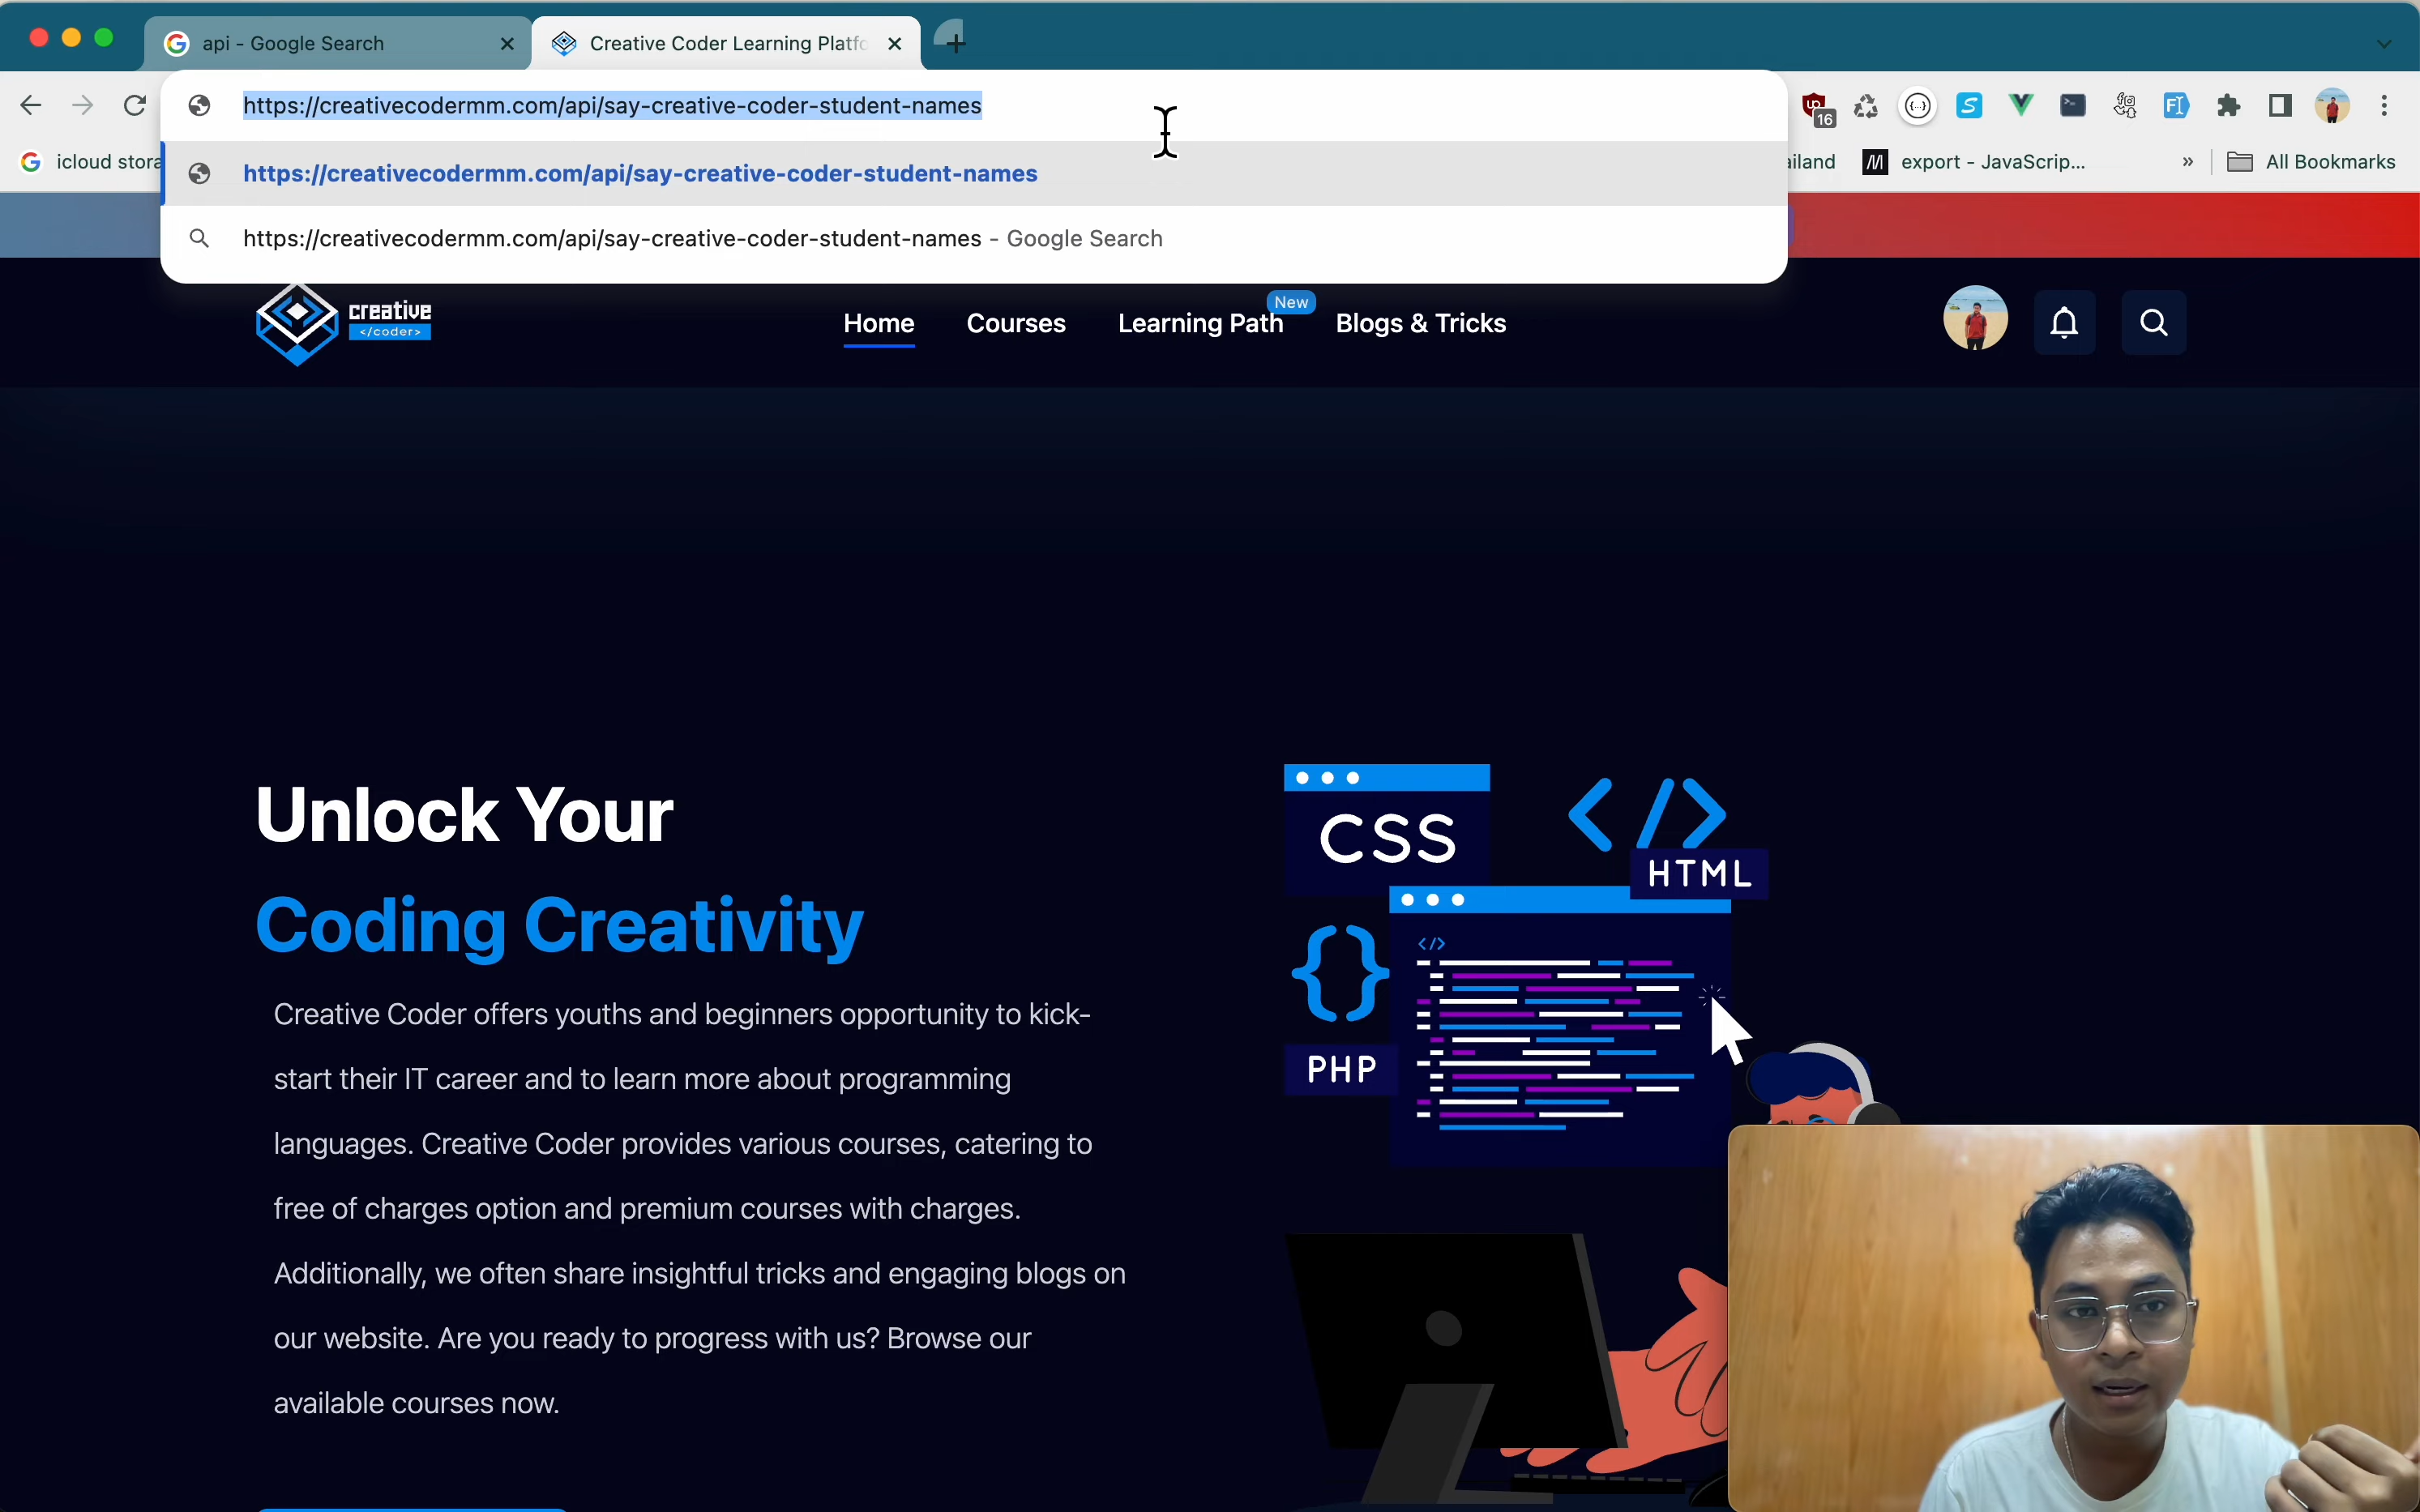 api - Google Search
Creative Coder Learning Platfo
https://creativecodermm.com/api/say-creative-coder-student-names
16
icloud stora
https://creativecodermm.com/api/say-creative-coder-student-names
ailand
export - JavaScrip...
»
All Bookmarks
https://creativecodermm.com/api/say-creative-coder-student-names - Google Search
creative
</coder>
Home
Courses
Learning Path
New
Blogs & Tricks
Unlock Your
Coding Creativity
Creative Coder offers youths and beginners opportunity to kick-
start their IT career and to learn more about programming
languages. Creative Coder provides various courses, catering to
free of charges option and premium courses with charges.
Additionally, we often share insightful tricks and engaging blogs on
our website. Are you ready to progress with us? Browse our
available courses now.
CSS
</>
HTML
</>
{}
PHP